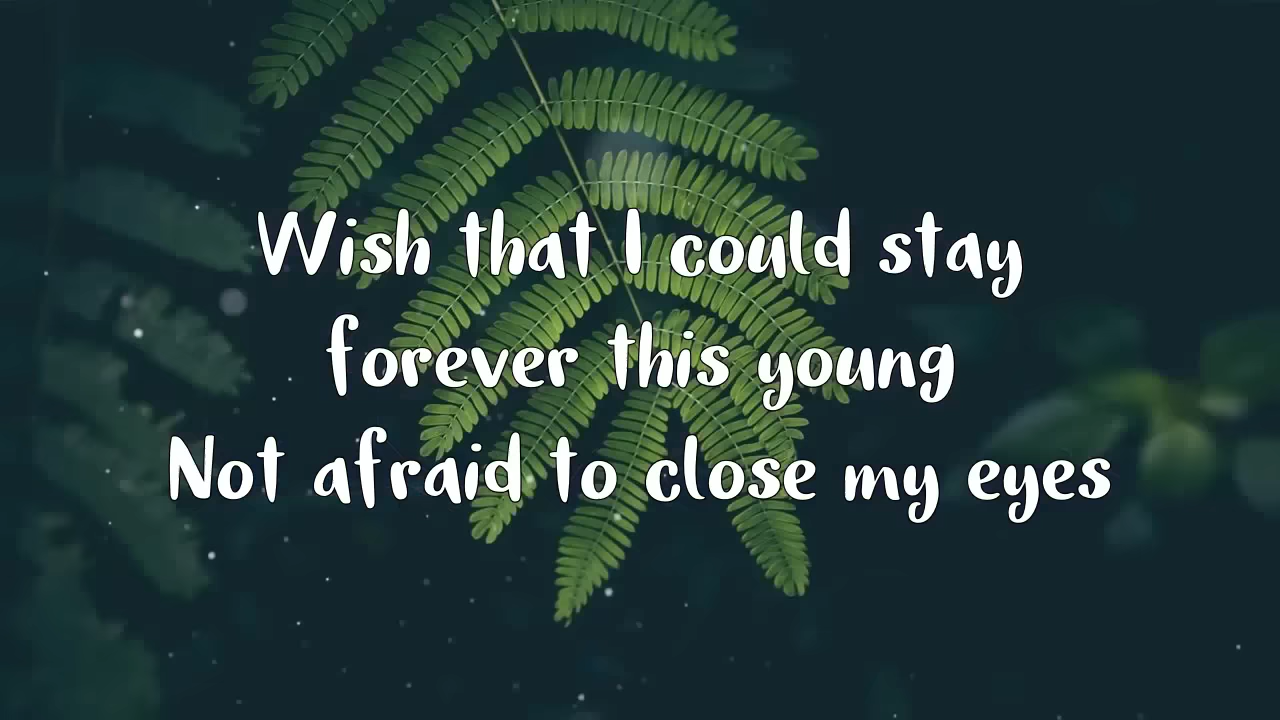 Wish that I could stay
forever this young
Not afraid to close my eyes